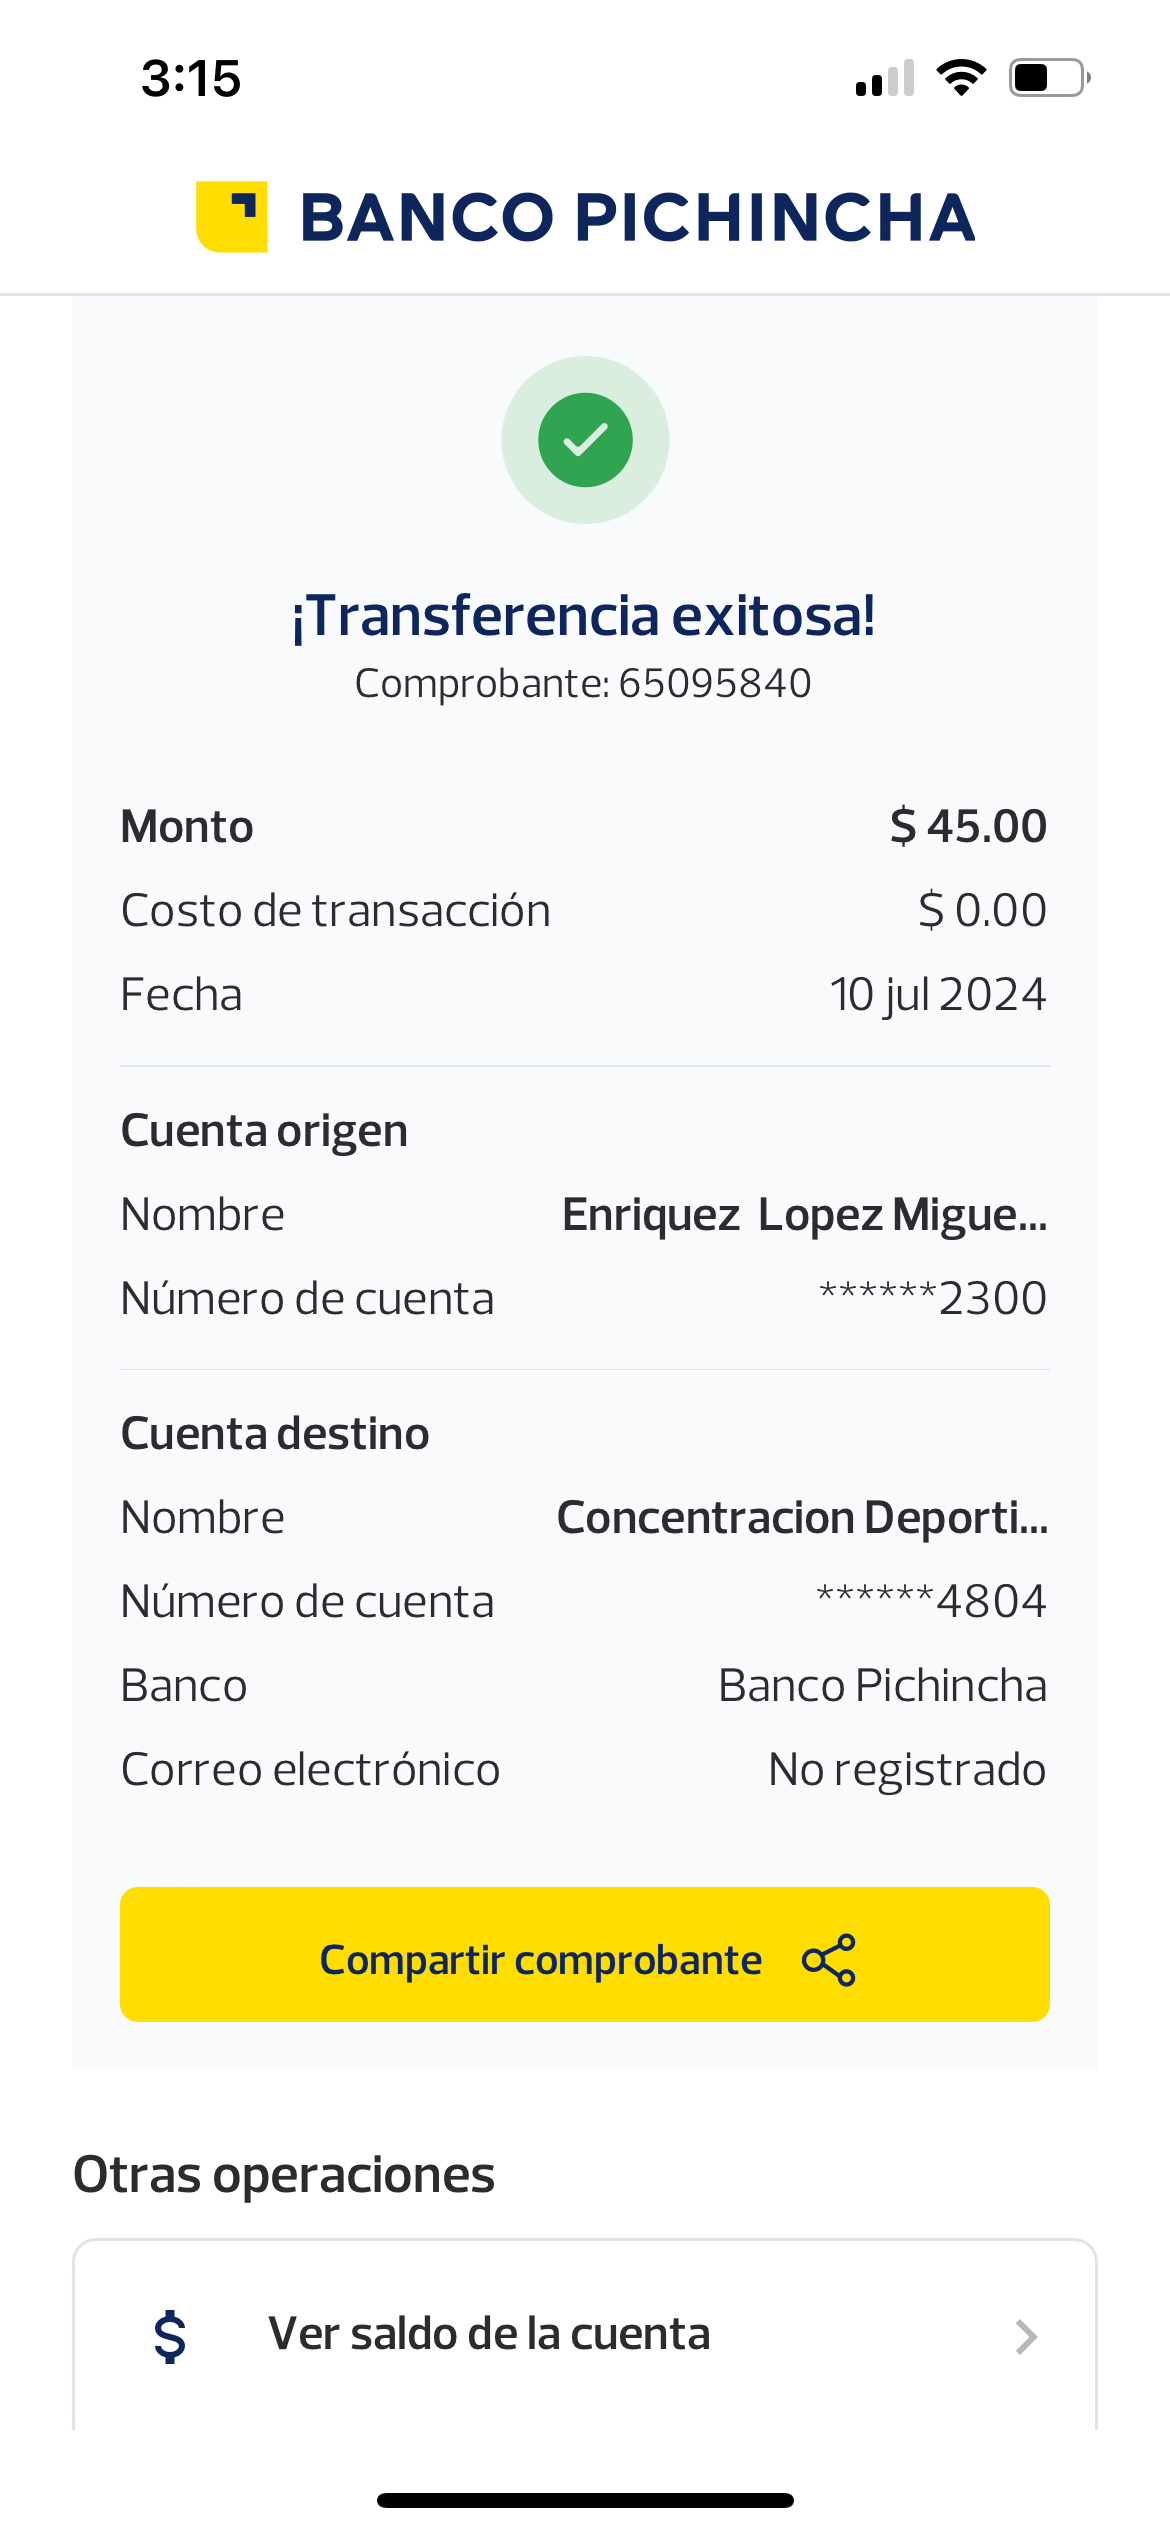 3:15
BANCO PICHINCHA
¡Transferencia exitosa!
Comprobante: 65095840
Monto $ 45.00
Costo de transacción $ 0.00
Fecha 10 jul 2024
Cuenta origen
Nombre Enriquez  Lopez Migue...
Número de cuenta ******2300
Cuenta destino
Nombre Concentracion Deporti...
Número de cuenta ******4804
Banco Banco Pichincha
Correo electrónico No registrado
Compartir comprobante
Otras operaciones
$ Ver saldo de la cuenta